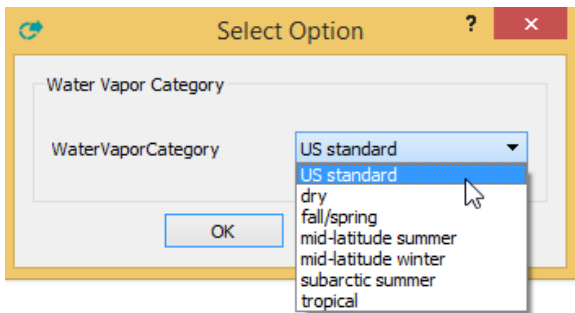 Select Option
?
×
Water Vapor Category
WaterVaporCategory
US standard
US standard
dry
fall/spring
mid-latitude summer
mid-latitude winter
subarctic summer
tropical
OK